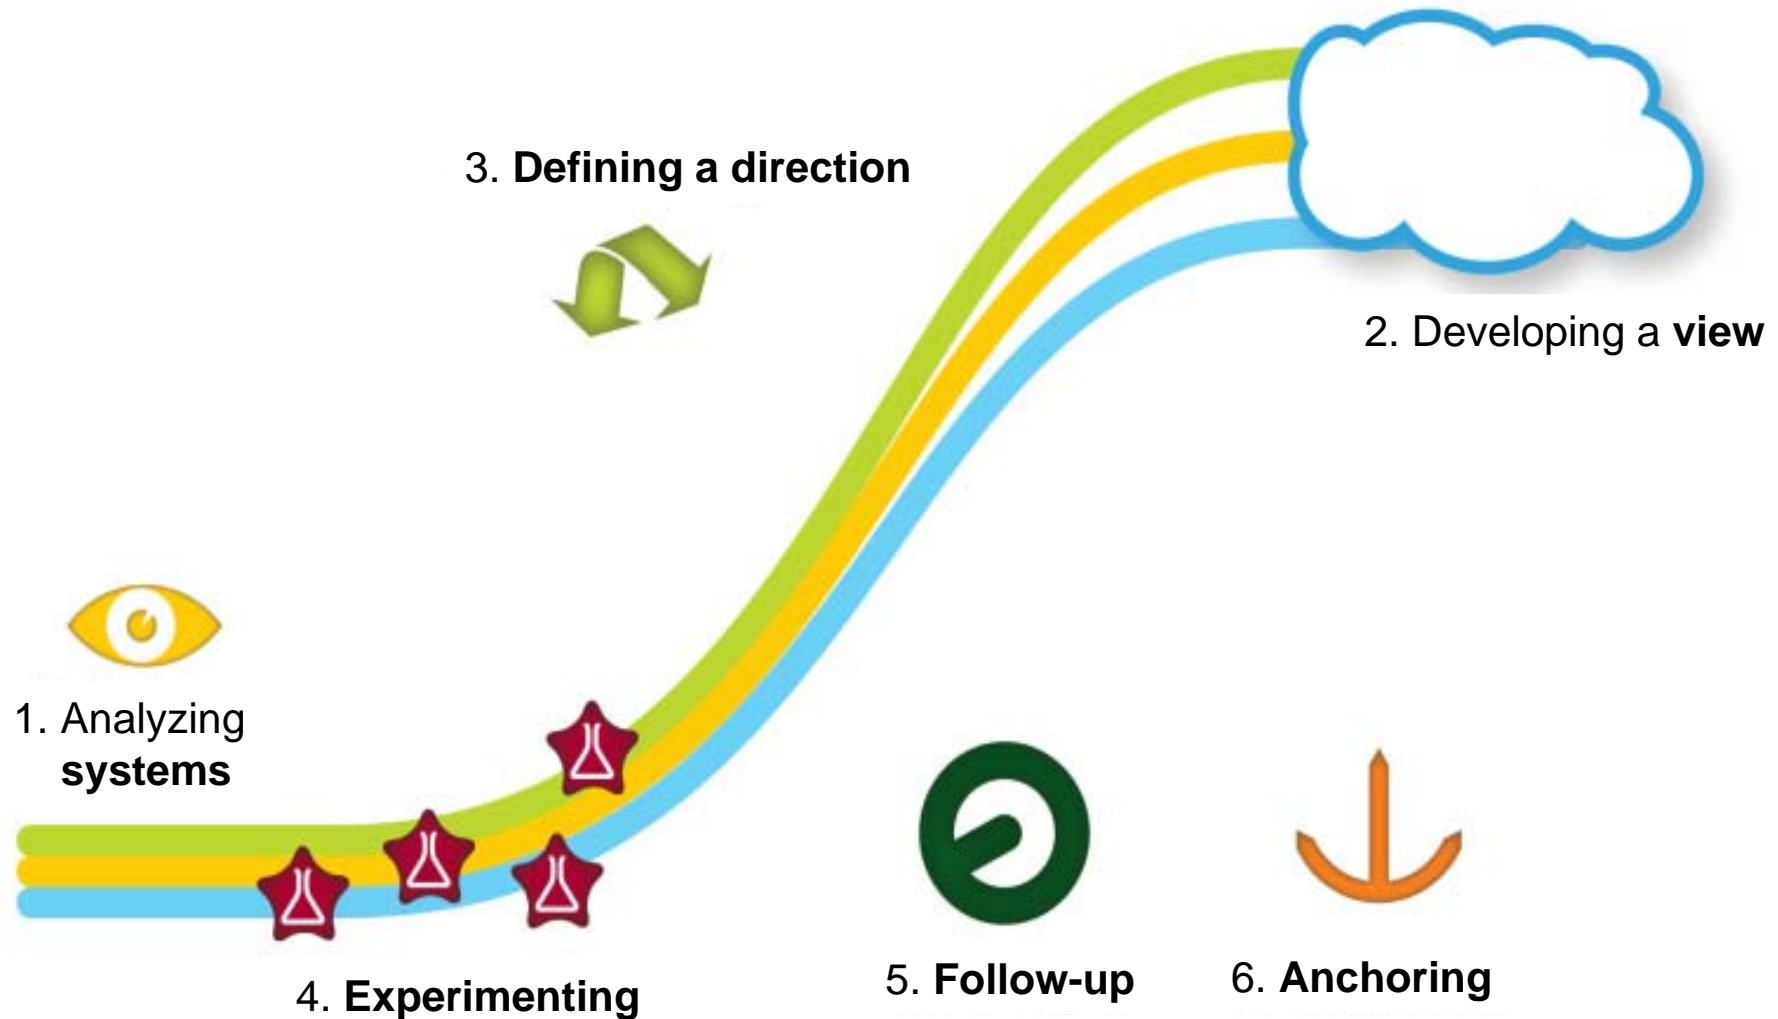 3. Defining a direction
2. Developing a view
1. Analyzing
systems
4. Experimenting
5. Follow-up
6. Anchoring